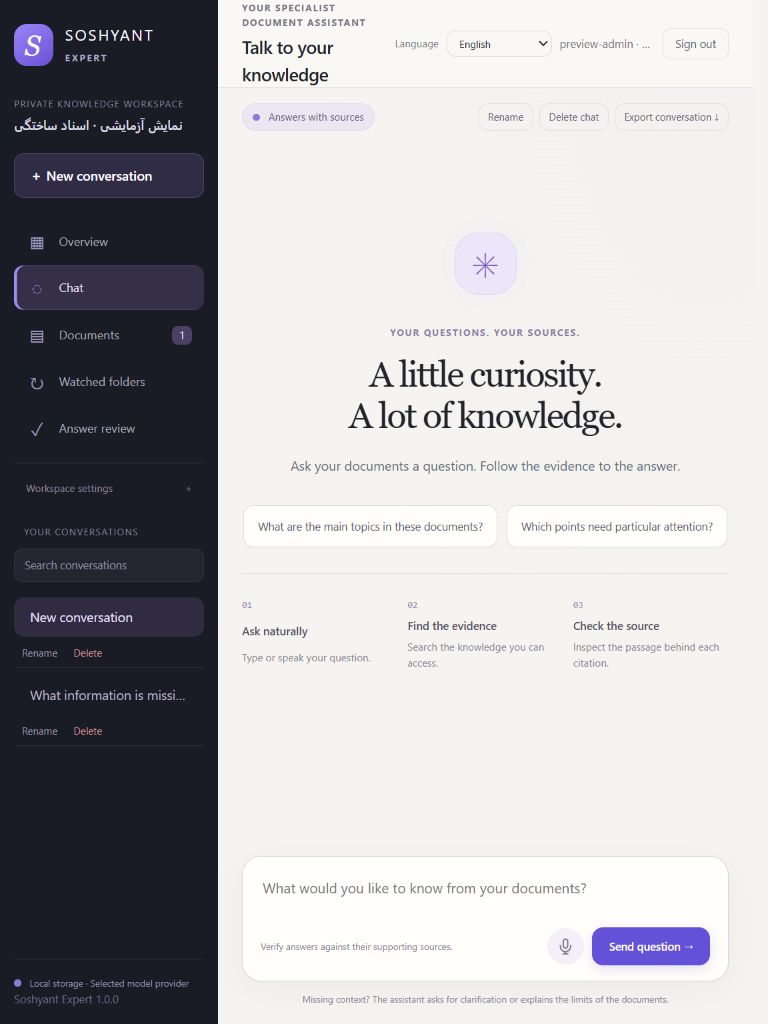 S
SOSHYANT
EXPERT
PRIVATE KNOWLEDGE WORKSPACE
نمایش آزمایشی · اسناد ساختگی
+ New conversation
Overview
Chat
Documents 1
Watched folders
Answer review
Workspace settings +
YOUR CONVERSATIONS
Search conversations
New conversation
Rename Delete
What information is missi...
Rename Delete
Local storage · Selected model provider
Soshyant Expert 1.0.0
YOUR SPECIALIST
DOCUMENT ASSISTANT
Talk to your
knowledge
Language English preview-admin · ... Sign out
Answers with sources Rename Delete chat Export conversation ↓
YOUR QUESTIONS. YOUR SOURCES.
A little curiosity.
A lot of knowledge.
Ask your documents a question. Follow the evidence to the answer.
What are the main topics in these documents? Which points need particular attention?
01
Ask naturally
Type or speak your question.
02
Find the evidence
Search the knowledge you can
access.
03
Check the source
Inspect the passage behind each
citation.
What would you like to know from your documents?
Verify answers against their supporting sources. Send question →
Missing context? The assistant asks for clarification or explains the limits of the documents.